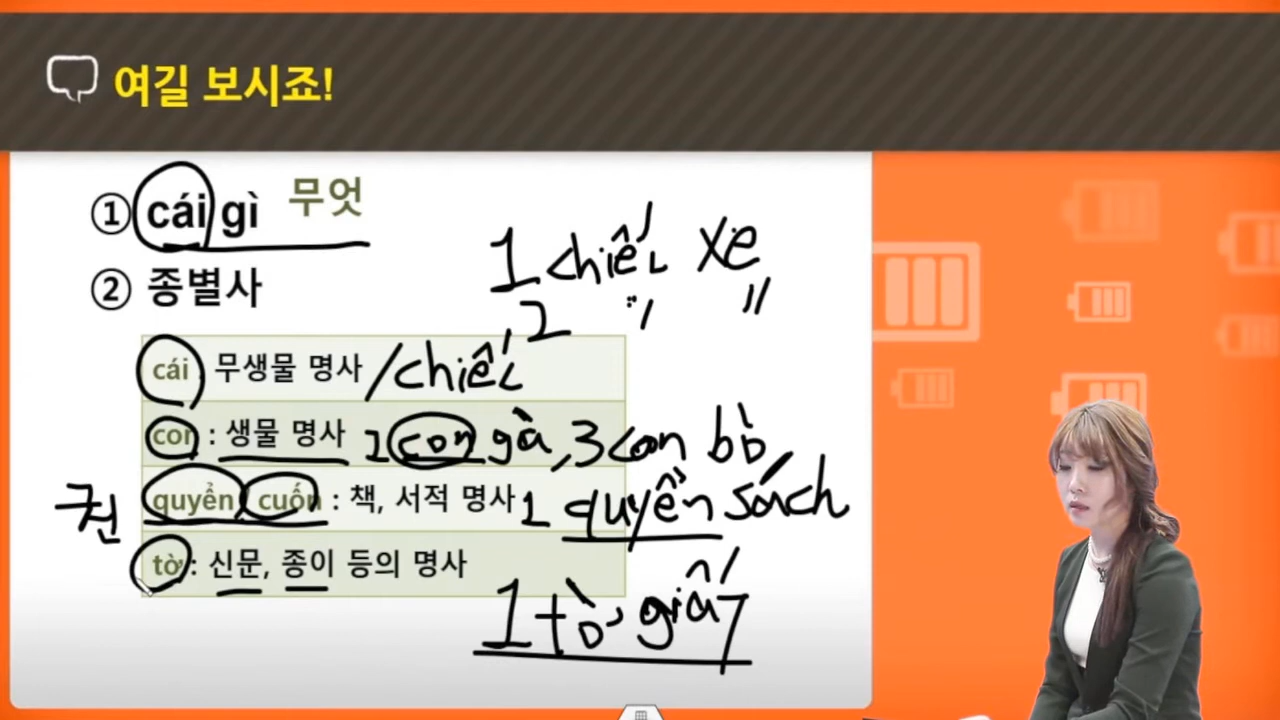 여길 보시죠!
① cái gì 무엇
1 chiếc xe
② 종별사
2 " "
cái : 무생물 명사 /chiếc
con : 생물 명사 2 con gà, 3 con bò
권 quyển, cuốn : 책, 서적 명사 1 quyển sách
tờ : 신문, 종이 등의 명사
1 tờ giấy